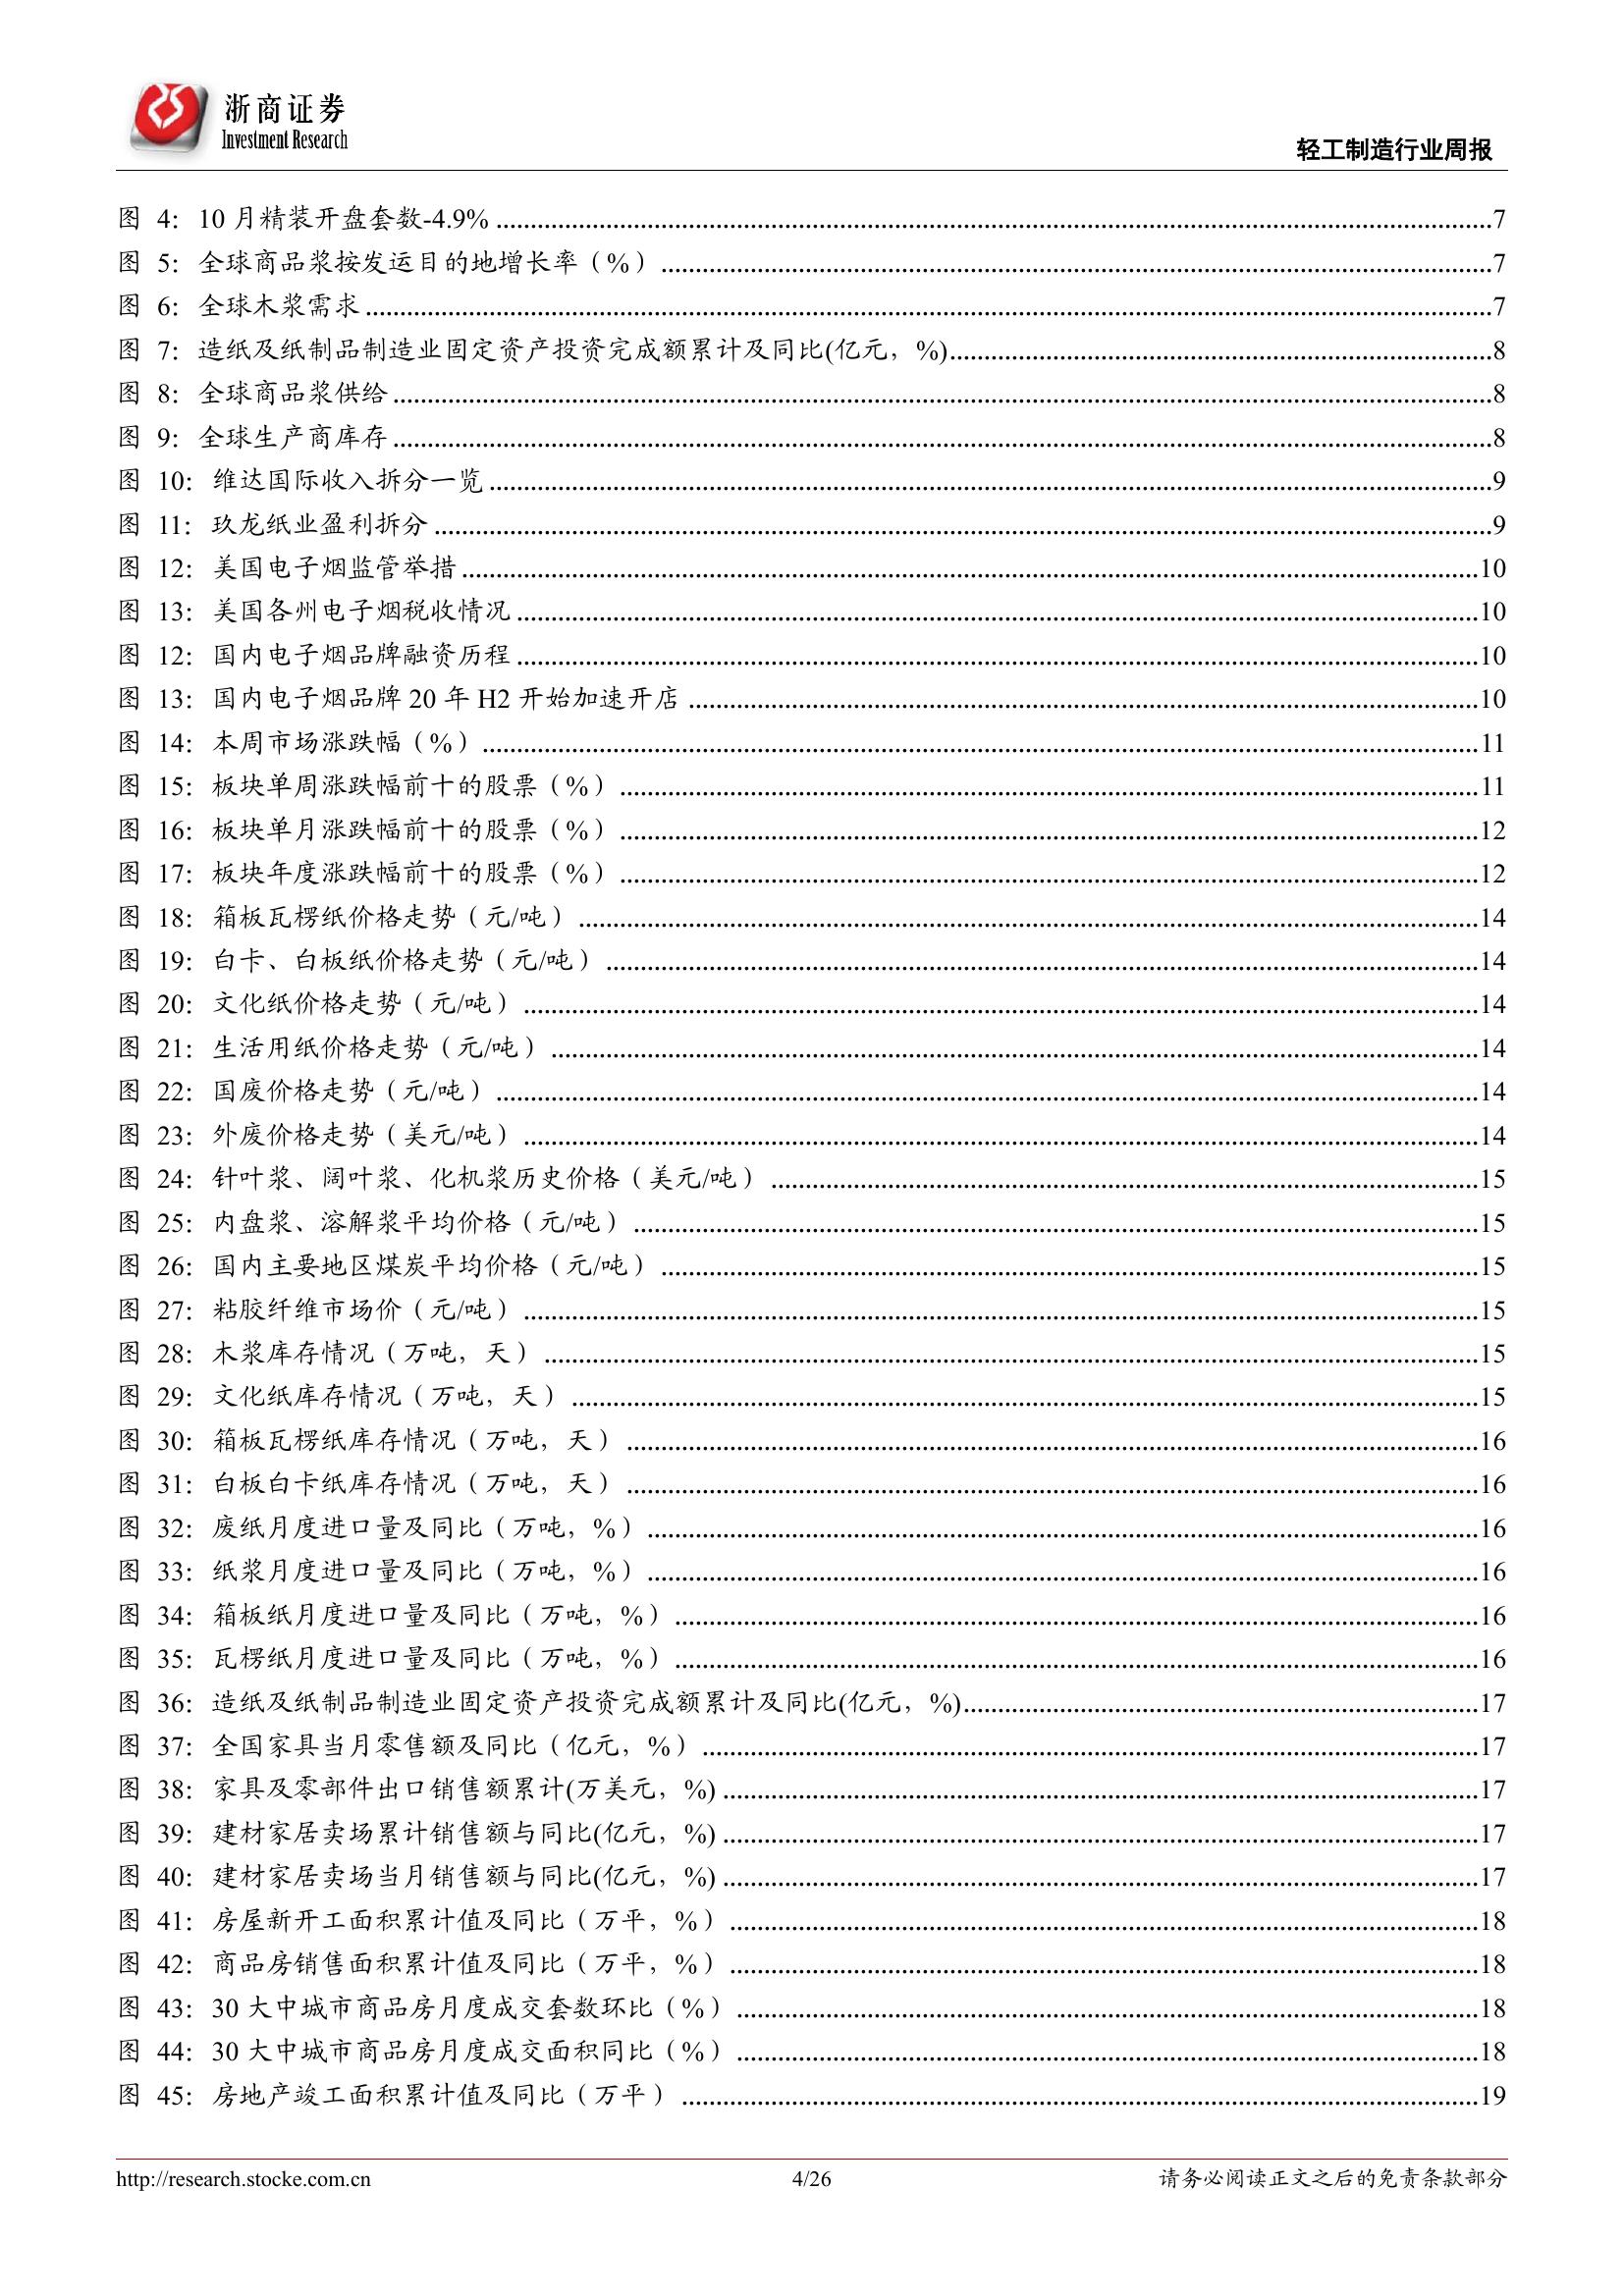 浙商证券
Investment Research
轻工制造行业周报
图 4: 10 月精装开盘套数-4.9% ........7
图 5: 全球商品浆按发运目的地增长率（%） ........7
图 6: 全球木浆需求 ........7
图 7: 造纸及纸制品制造业固定资产投资完成额累计及同比(亿元，%)........8
图 8: 全球商品浆供给 ........8
图 9: 全球生产商库存 ........8
图 10: 维达国际收入拆分一览 ........9
图 11: 玖龙纸业盈利拆分 ........9
图 12: 美国电子烟监管举措 ........10
图 13: 美国各州电子烟税收情况 ........10
图 12: 国内电子烟品牌融资历程 ........10
图 13: 国内电子烟品牌 20 年 H2 开始加速开店 ........10
图 14: 本周市场涨跌幅（%） ........11
图 15: 板块单周涨跌幅前十的股票（%） ........11
图 16: 板块单月涨跌幅前十的股票（%） ........12
图 17: 板块年度涨跌幅前十的股票（%） ........12
图 18: 箱板瓦楞纸价格走势（元/吨） ........14
图 19: 白卡、白板纸价格走势（元/吨） ........14
图 20: 文化纸价格走势（元/吨） ........14
图 21: 生活用纸价格走势（元/吨） ........14
图 22: 国废价格走势（元/吨） ........14
图 23: 外废价格走势（美元/吨） ........14
图 24: 针叶浆、阔叶浆、化机浆历史价格（美元/吨） ........15
图 25: 内盘浆、溶解浆平均价格（元/吨） ........15
图 26: 国内主要地区煤炭平均价格（元/吨） ........15
图 27: 粘胶纤维市场价（元/吨） ........15
图 28: 木浆库存情况（万吨，天） ........15
图 29: 文化纸库存情况（万吨，天） ........15
图 30: 箱板瓦楞纸库存情况（万吨，天） ........16
图 31: 白板白卡纸库存情况（万吨，天） ........16
图 32: 废纸月度进口量及同比（万吨，%） ........16
图 33: 纸浆月度进口量及同比（万吨，%） ........16
图 34: 箱板纸月度进口量及同比（万吨，%） ........16
图 35: 瓦楞纸月度进口量及同比（万吨，%） ........16
图 36: 造纸及纸制品制造业固定资产投资完成额累计及同比(亿元，%)........17
图 37: 全国家具当月零售额及同比（亿元，%） ........17
图 38: 家具及零部件出口销售额累计(万美元，%) ........17
图 39: 建材家居卖场累计销售额与同比(亿元，%) ........17
图 40: 建材家居卖场当月销售额与同比(亿元，%) ........17
图 41: 房屋新开工面积累计值及同比（万平，%） ........18
图 42: 商品房销售面积累计值及同比（万平，%） ........18
图 43: 30 大中城市商品房月度成交套数环比（%） ........18
图 44: 30 大中城市商品房月度成交面积同比（%） ........18
图 45: 房地产竣工面积累计值及同比（万平） ........19
http://research.stocke.com.cn
4/26
请务必阅读正文之后的免责条款部分